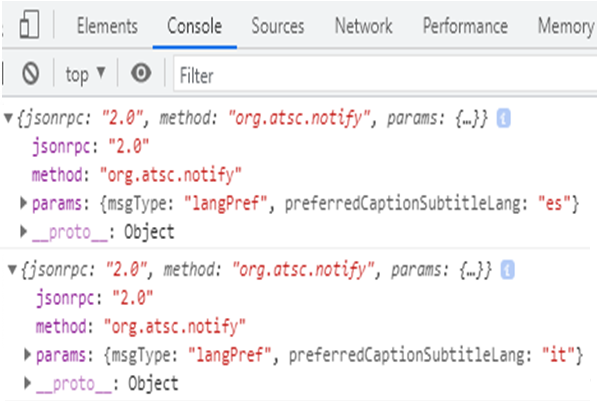 Elements Console Sources Network Performance Memory
top ▼ Filter
▼{jsonrpc: "2.0", method: "org.atsc.notify", params: {…}} i
jsonrpc: "2.0"
method: "org.atsc.notify"
▶ params: {msgType: "langPref", preferredCaptionSubtitleLang: "es"}
▶ __proto__: Object
▼{jsonrpc: "2.0", method: "org.atsc.notify", params: {…}} i
jsonrpc: "2.0"
method: "org.atsc.notify"
▶ params: {msgType: "langPref", preferredCaptionSubtitleLang: "it"}
▶ __proto__: Object